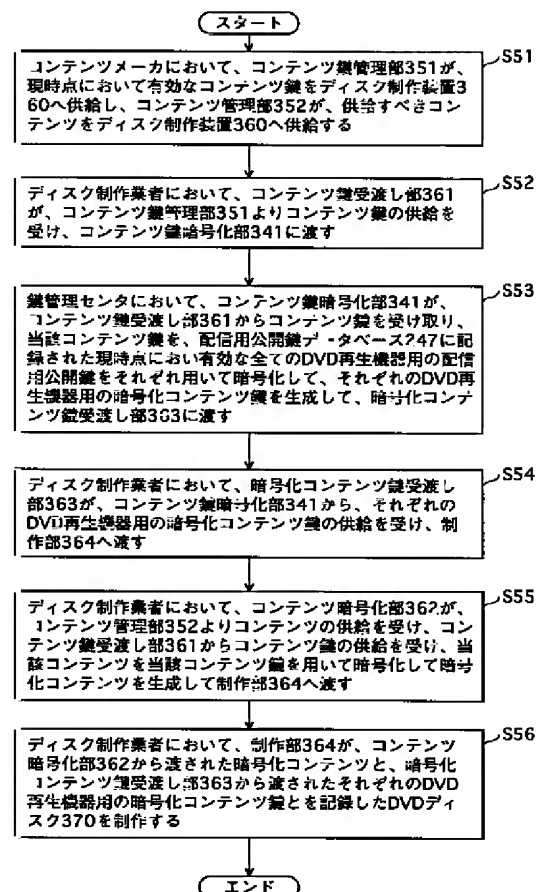 スタート
S51
コンテンツメーカにおいて、コンテンツ鍵管理部351が、
現時点において有効なコンテンツ鍵をディスク制作装置3
60へ供給し、コンテンツ管理部352が、供給すべきコン
テンツをディスク制作装置360へ供給する
S52
ディスク制作業者において、コンテンツ鍵受渡し部361
が、コンテンツ鍵管理部351よりコンテンツ鍵の供給を
受け、コンテンツ鍵暗号化部341に渡す
S53
鍵管理センタにおいて、コンテンツ鍵暗号化部341が、
コンテンツ鍵受渡し部361からコンテンツ鍵を受け取り、
当該コンテンツ鍵を、配信用公開鍵データベース247に記
録された現時点におい有効な全てのDVD再生機器用の配信
用公開鍵をそれぞれ用いて暗号化して、それぞれのDVD再
生機器用の暗号化コンテンツ鍵を生成して、暗号化コンテ
ンツ鍵受渡し部363に渡す
S54
ディスク制作業者において、暗号化コンテンツ鍵受渡し
部363が、コンテンツ鍵暗号化部341から、それぞれの
DVD再生機器用の暗号化コンテンツ鍵の供給を受け、制
作部364へ渡す
S55
ディスク制作業者において、コンテンツ暗号化部362が、
コンテンツ管理部352よりコンテンツの供給を受け、コン
テンツ鍵受渡し部361からコンテンツ鍵の供給を受け、当
該コンテンツを当該コンテンツ鍵を用いて暗号化して暗号
化コンテンツを生成して制作部364へ渡す
S56
ディスク制作業者において、制作部364が、コンテンツ
暗号化部362から渡された暗号化コンテンツと、暗号化
コンテンツ鍵受渡し部363から渡されたそれぞれのDVD
再生機器用の暗号化コンテンツ鍵とを記録したDVDディ
スク370を制作する
エンド